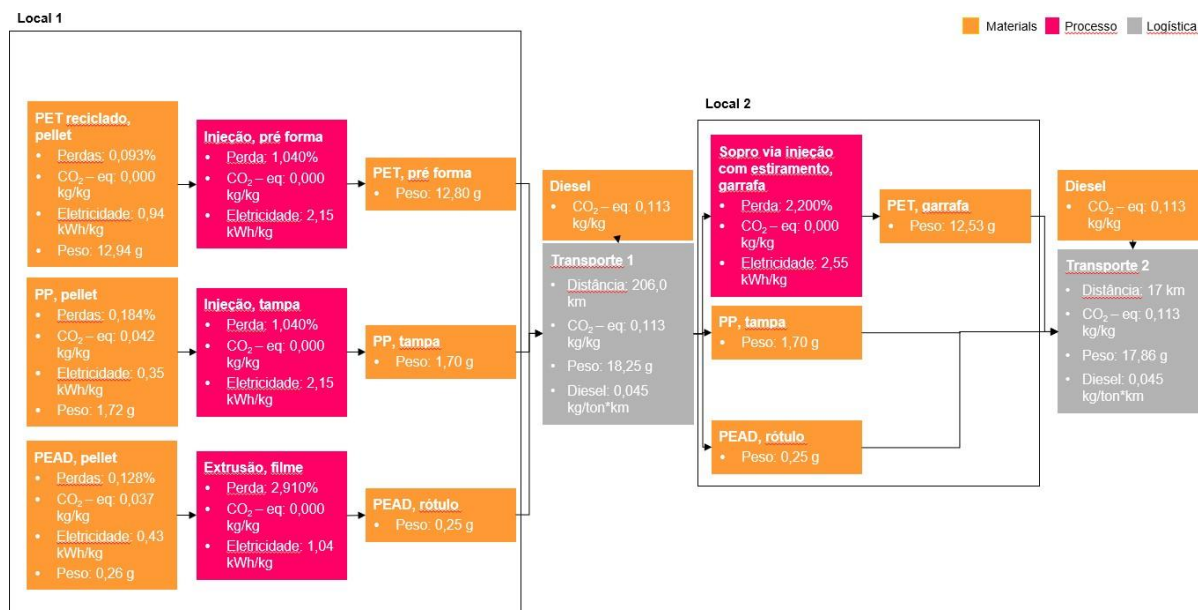 Local 1
Materials
Processo
Logística
PET reciclado,
pellet
• Perdas: 0,093%
• CO₂ – eq: 0,000
kg/kg
• Eletricidade: 0,94
kWh/kg
• Peso: 12,94 g
Injeção, pré forma
• Perda: 1,040%
• CO₂ – eq: 0,000
kg/kg
• Eletricidade: 2,15
kWh/kg
PET, pré forma
• Peso: 12,80 g
PP, pellet
• Perdas: 0,184%
• CO₂ – eq: 0,042
kg/kg
• Eletricidade: 0,35
kWh/kg
• Peso: 1,72 g
Injeção, tampa
• Perda: 1,040%
• CO₂ – eq: 0,000
kg/kg
• Eletricidade: 2,15
kWh/kg
PP, tampa
• Peso: 1,70 g
PEAD, pellet
• Perdas: 0,128%
• CO₂ – eq: 0,037
kg/kg
• Eletricidade: 0,43
kWh/kg
• Peso: 0,26 g
Extrusão, filme
• Perda: 2,910%
• CO₂ – eq: 0,000
kg/kg
• Eletricidade: 1,04
kWh/kg
PEAD, rótulo
• Peso: 0,25 g
Diesel
• CO₂ – eq: 0,113
kg/kg
Transporte 1
• Distância: 206,0
km
• CO₂ – eq: 0,113
kg/kg
• Peso: 18,25 g
• Diesel: 0,045
kg/ton*km
Local 2
Sopro via injeção
com estiramento,
garrafa
• Perda: 2,200%
• CO₂ – eq: 0,000
kg/kg
• Eletricidade: 2,55
kWh/kg
PET, garrafa
• Peso: 12,53 g
PP, tampa
• Peso: 1,70 g
PEAD, rótulo
• Peso: 0,25 g
Diesel
• CO₂ – eq: 0,113
kg/kg
Transporte 2
• Distância: 17 km
• CO₂ – eq: 0,113
kg/kg
• Peso: 17,86 g
• Diesel: 0,045
kg/ton*km